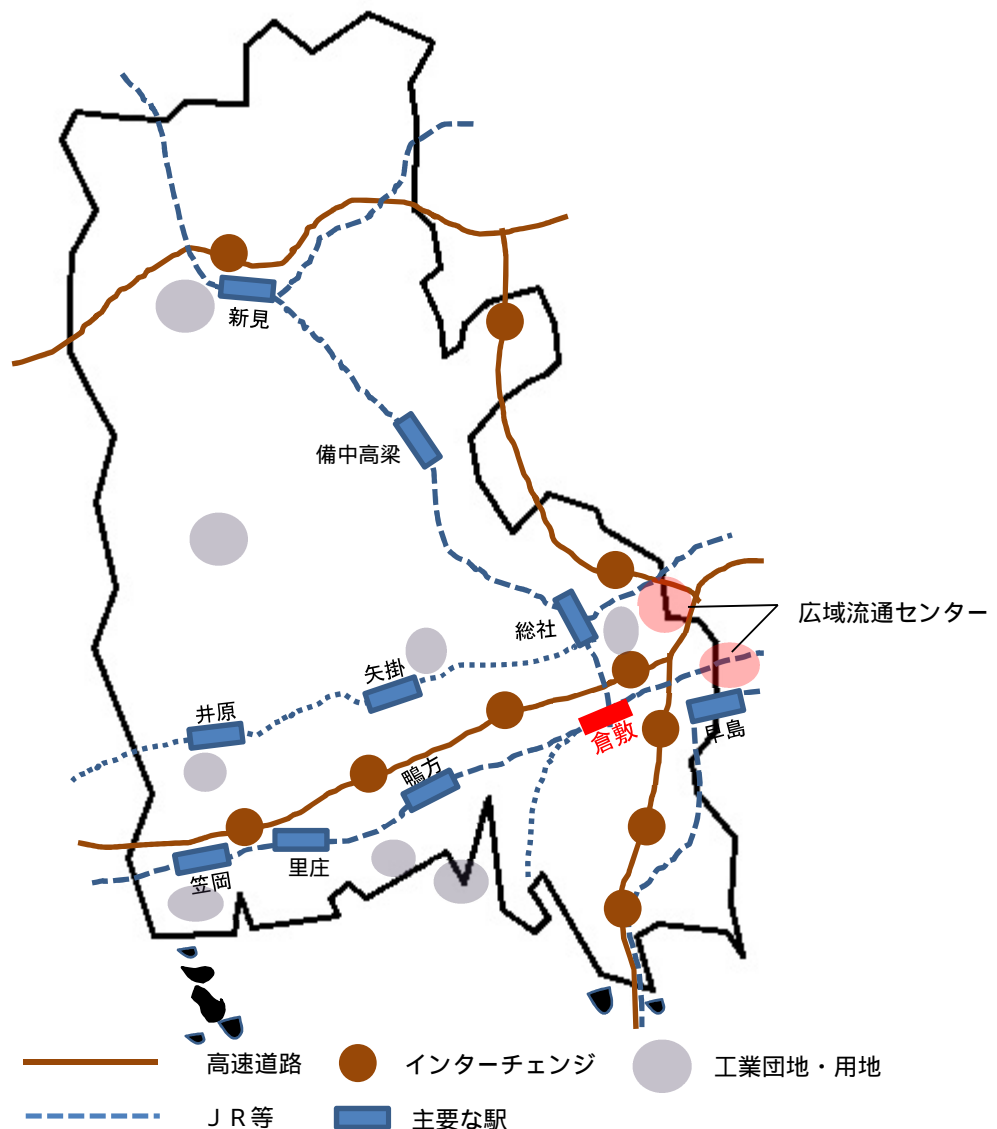 新見
備中高梁
広域流通センター
総社
矢掛
井原
倉敷
早島
鴨方
里庄
笠岡
高速道路
インターチェンジ
工業団地・用地
ＪＲ等
主要な駅